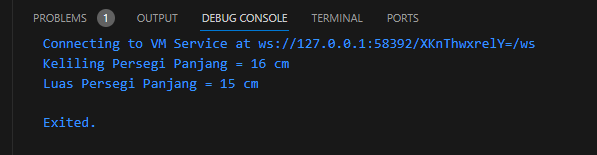 PROBLEMS 1 OUTPUT DEBUG CONSOLE TERMINAL PORTS
Connecting to VM Service at ws://127.0.0.1:58392/XKnThwxrelY=/ws
Keliling Persegi Panjang = 16 cm
Luas Persegi Panjang = 15 cm
Exited.